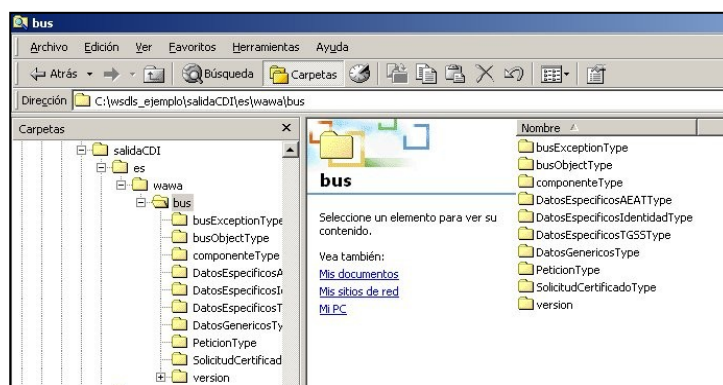 bus
Archivo Edición Ver Favoritos Herramientas Ayuda
Atrás Búsqueda Carpetas
Dirección C:\wsdls_ejemplo\salidaCDI\es\wawa\bus
Carpetas
salidaCDI
es
wawa
bus
busExceptionType
busObjectType
componenteType
DatosEspecificosA
DatosEspecificosI
DatosEspecificosT
DatosGenericosTy
PeticionType
SolicitudCertificad
version
bus
Seleccione un elemento para ver su
contenido.
Vea también:
Mis documentos
Mis sitios de red
Mi PC
Nombre
busExceptionType
busObjectType
componenteType
DatosEspecificosAEATType
DatosEspecificosIdentidadType
DatosEspecificosTGSSType
DatosGenericosType
PeticionType
SolicitudCertificadoType
version